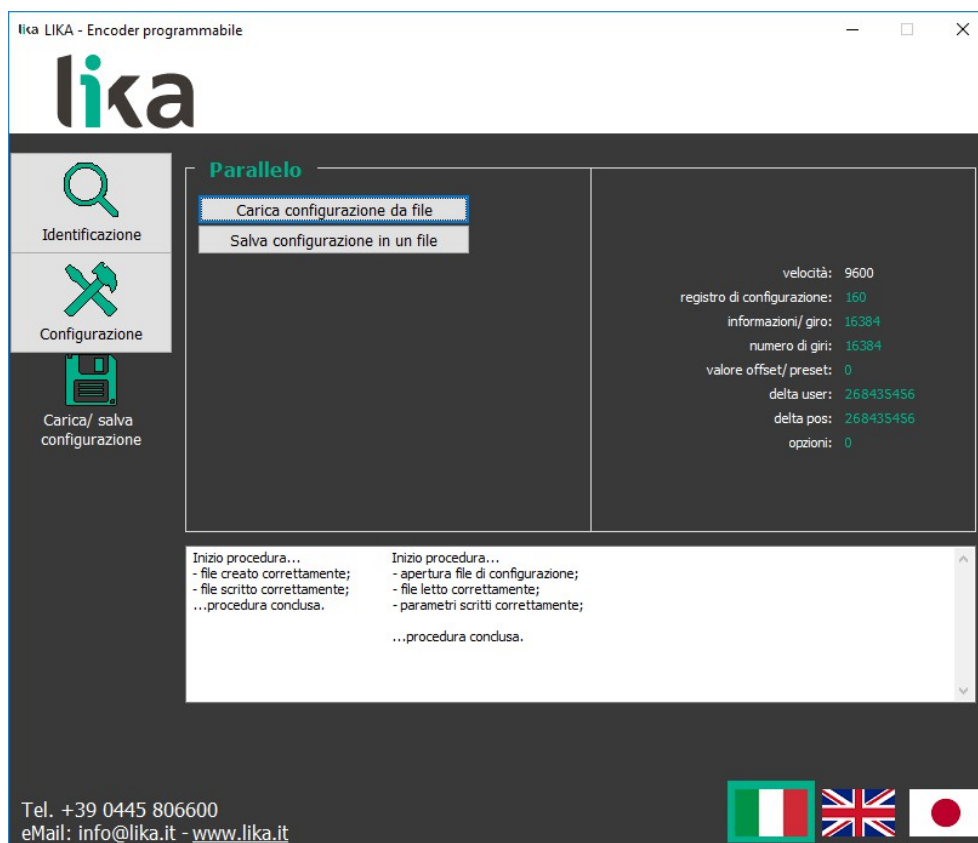 lika LIKA - Encoder programmabile
lika
Identificazione
Configurazione
Carica/ salva
configurazione
Parallelo
Carica configurazione da file
Salva configurazione in un file
velocità: 9600
registro di configurazione: 160
informazioni/ giro: 16384
numero di giri: 16384
valore offset/ preset: 0
delta user: 268435456
delta pos: 268435456
opzioni: 0
Inizio procedura...
- file creato correttamente;
- file scritto correttamente;
...procedura conclusa.
Inizio procedura...
- apertura file di configurazione;
- file letto correttamente;
- parametri scritti correttamente;
...procedura conclusa.
Tel. +39 0445 806600
eMail: info@lika.it - www.lika.it